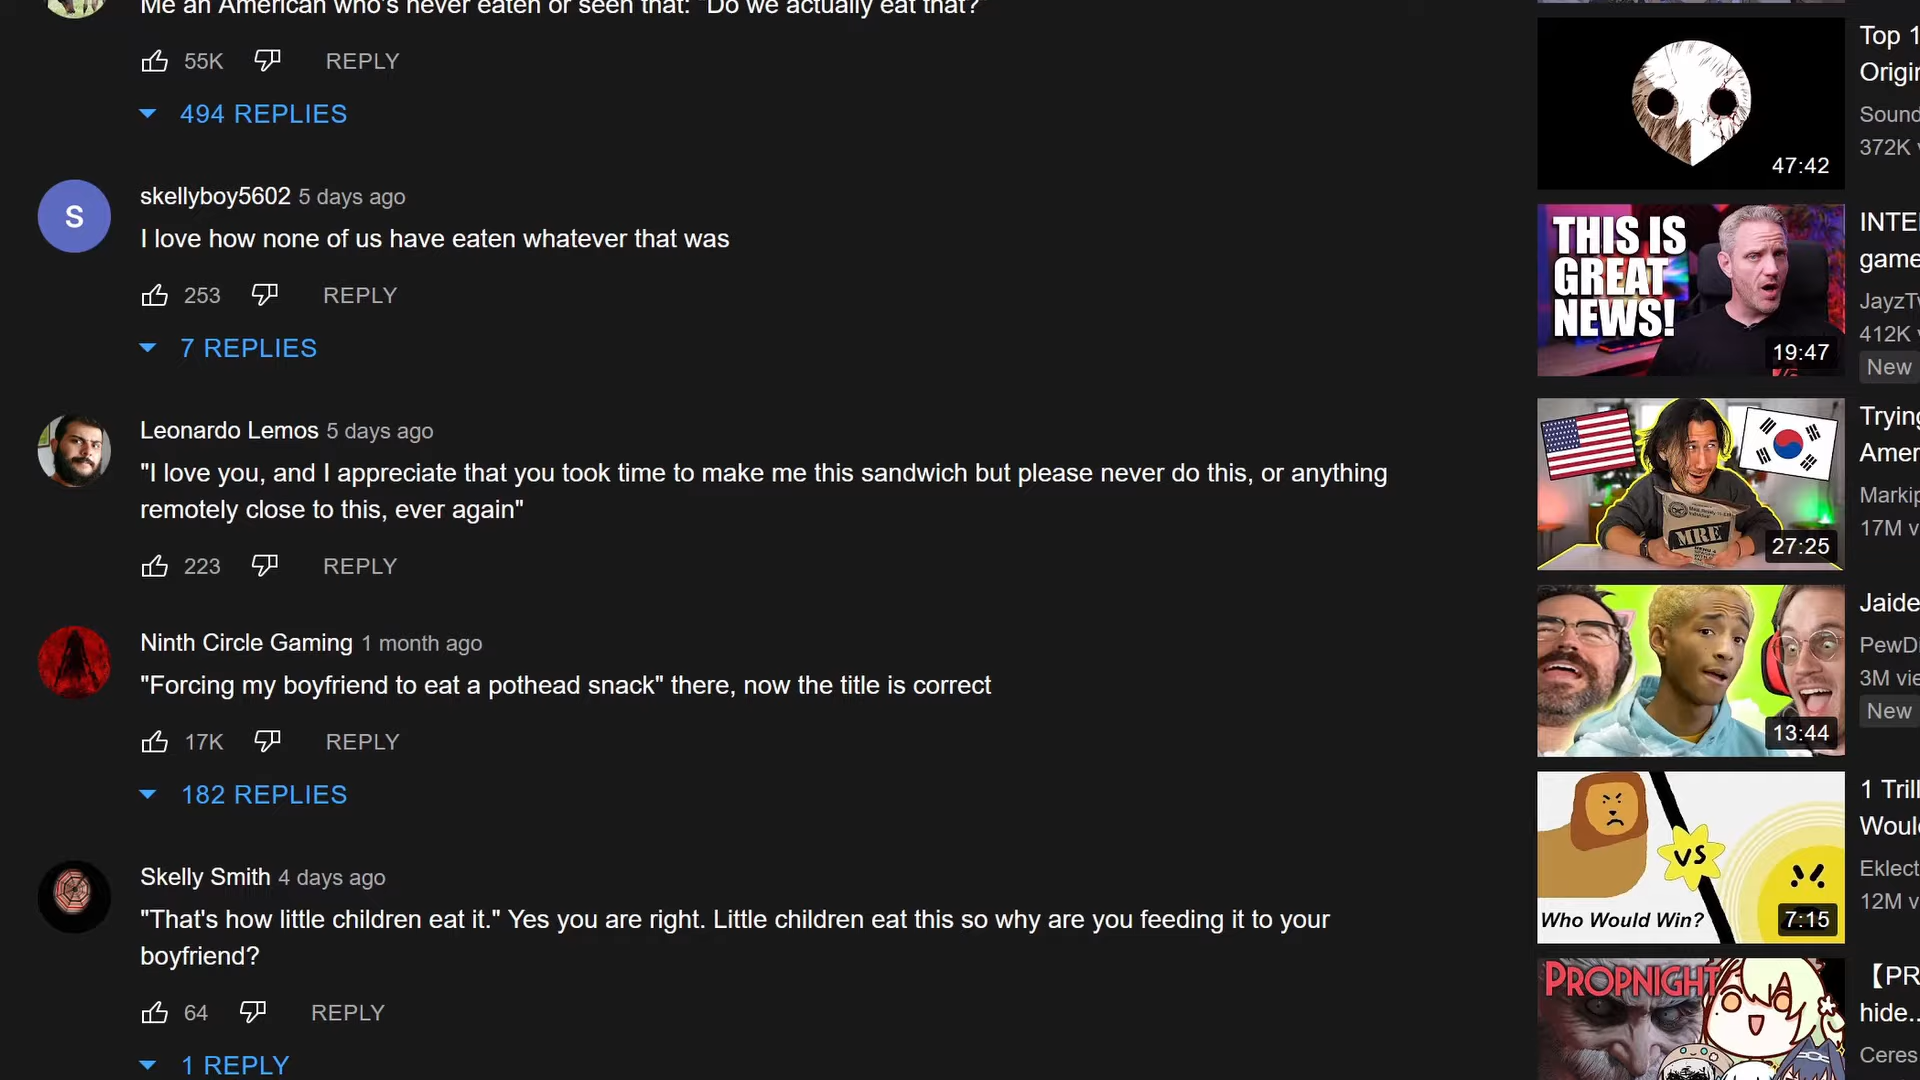 Me an American who's never eaten or seen that: "Do we actually eat that?"
55K REPLY
494 REPLIES
S
skellyboy5602 5 days ago
I love how none of us have eaten whatever that was
253 REPLY
7 REPLIES
Leonardo Lemos 5 days ago
"I love you, and I appreciate that you took time to make me this sandwich but please never do this, or anything
remotely close to this, ever again"
223 REPLY
Ninth Circle Gaming 1 month ago
"Forcing my boyfriend to eat a pothead snack" there, now the title is correct
17K REPLY
182 REPLIES
Skelly Smith 4 days ago
"That's how little children eat it." Yes you are right. Little children eat this so why are you feeding it to your
boyfriend?
64 REPLY
1 REPLY
47:42
Top 1
Origin
Sound
372K v
THIS IS
GREAT
NEWS!
19:47
INTE
game
JayzTw
412K v
New
MRE
27:25
Trying
Amer
Markip
17M v
13:44
Jaide
PewDi
3M vie
New
VS
Who Would Win?
7:15
1 Trill
Would
Eklect
12M v
PROPNIGHT
【PR
hide..
Ceres